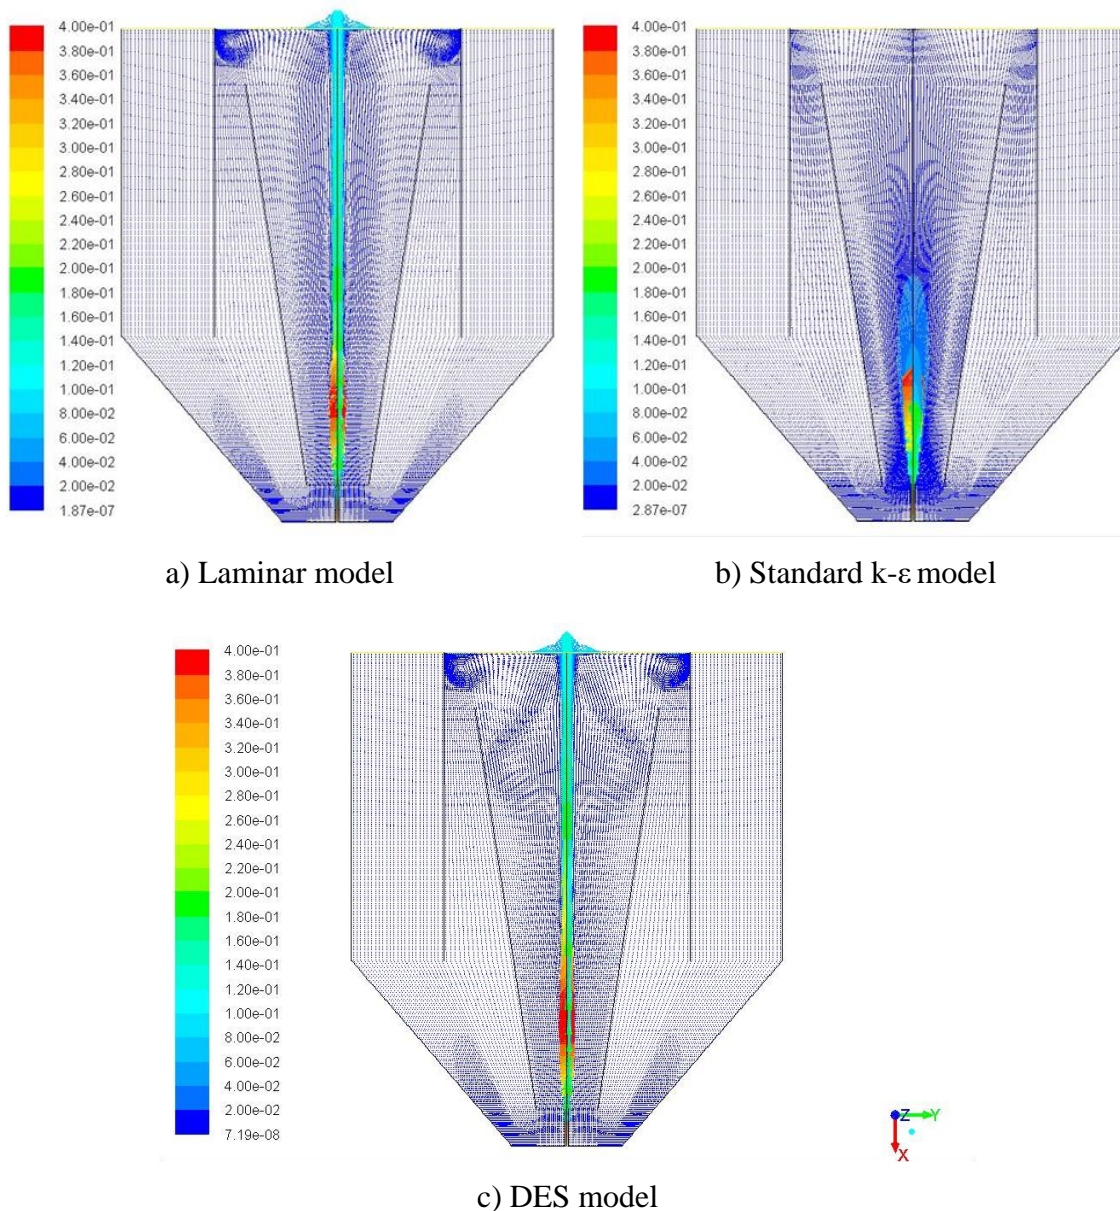 4.00e-01
3.80e-01
3.60e-01
3.40e-01
3.20e-01
3.00e-01
2.80e-01
2.60e-01
2.40e-01
2.20e-01
2.00e-01
1.80e-01
1.60e-01
1.40e-01
1.20e-01
1.00e-01
8.00e-02
6.00e-02
4.00e-02
2.00e-02
1.87e-07
4.00e-01
3.80e-01
3.60e-01
3.40e-01
3.20e-01
3.00e-01
2.80e-01
2.60e-01
2.40e-01
2.20e-01
2.00e-01
1.80e-01
1.60e-01
1.40e-01
1.20e-01
1.00e-01
8.00e-02
6.00e-02
4.00e-02
2.00e-02
2.87e-07
a) Laminar model
b) Standard k-ε model
4.00e-01
3.80e-01
3.60e-01
3.40e-01
3.20e-01
3.00e-01
2.80e-01
2.60e-01
2.40e-01
2.20e-01
2.00e-01
1.80e-01
1.60e-01
1.40e-01
1.20e-01
1.00e-01
8.00e-02
6.00e-02
4.00e-02
2.00e-02
7.19e-08
Z Y
X
c) DES model